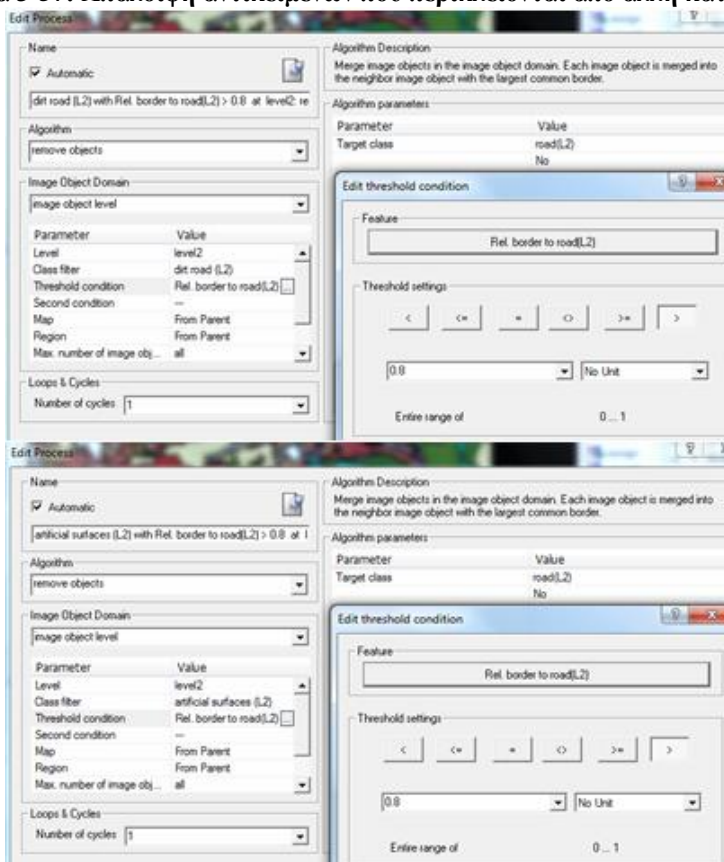 Edit Process
Name
Algorithm Description
Automatic
Merge image objects in the image object domain. Each image object is merged into
the neighbor image object with the largest common border.
dirt road (L2) with Rel. border to road(L2) > 0.8 at level2: re
Algorithm parameters
Algorithm
Parameter Value
remove objects
Target class road(L2)
No
Image Object Domain
image object level
Edit threshold condition
Feature
Rel. border to road(L2)
Parameter Value
Level level2
Class filter dirt road (L2)
Threshold condition Rel. border to road(L2) ...
Second condition ---
Map From Parent
Region From Parent
Max. number of image obj... all
Threshold settings
< <= = <> >= >
0.8 No Unit
Loops & Cycles
Number of cycles 1
Entire range of 0 ... 1
Edit Process
Name
Algorithm Description
Automatic
Merge image objects in the image object domain. Each image object is merged into
the neighbor image object with the largest common border.
artificial surfaces (L2) with Rel. border to road(L2) > 0.8 at l
Algorithm parameters
Algorithm
Parameter Value
remove objects
Target class road(L2)
No
Image Object Domain
image object level
Edit threshold condition
Feature
Rel. border to road(L2)
Parameter Value
Level level2
Class filter artificial surfaces (L2)
Threshold condition Rel. border to road(L2) ...
Second condition ---
Map From Parent
Region From Parent
Max. number of image obj... all
Threshold settings
< <= = <> >= >
0.8 No Unit
Loops & Cycles
Number of cycles 1
Entire range of 0 ... 1